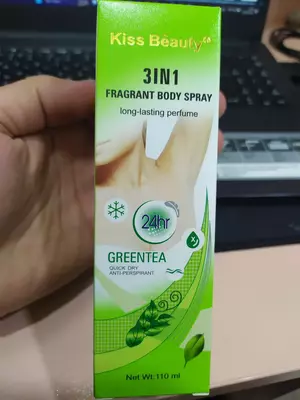 Kiss Beauty
3IN1
FRAGRANT BODY SPRAY
long-lasting perfume
24hr
X
GREENTEA
QUICK DRY
ANTI-PERSPIRANT
Net Wt:110 ml